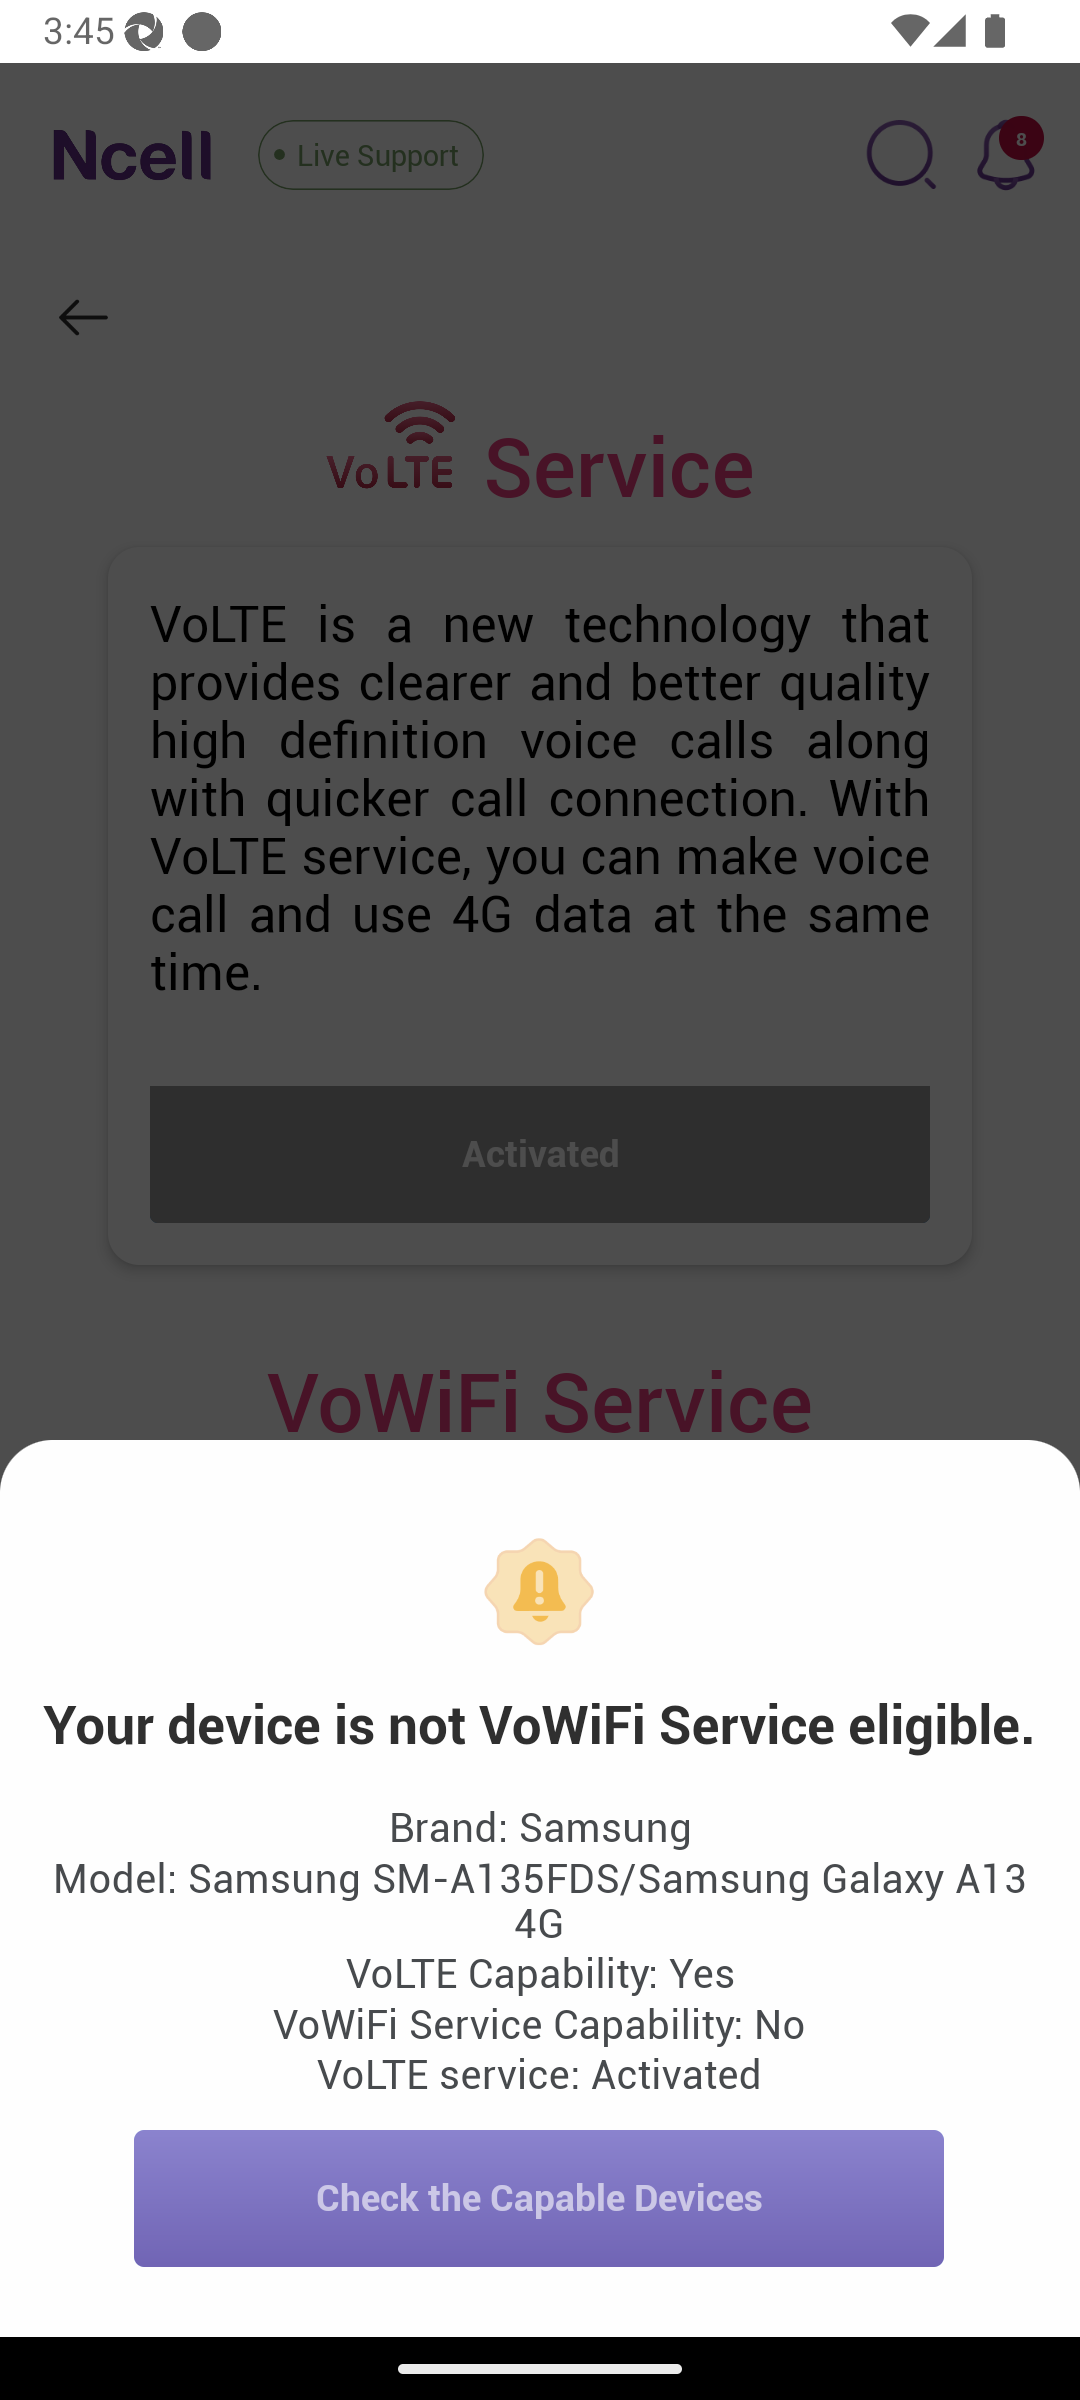 3:45
Ncell
Live Support
8
VoLTE Service
VoLTE is a new technology that
provides clearer and better quality
high definition voice calls along
with quicker call connection. With
VoLTE service, you can make voice
call and use 4G data at the same
time.
Activated
VoWiFi Service
Your device is not VoWiFi Service eligible.
Brand: Samsung
Model: Samsung SM-A135FDS/Samsung Galaxy A13
4G
VoLTE Capability: Yes
VoWiFi Service Capability: No
VoLTE service: Activated
Check the Capable Devices